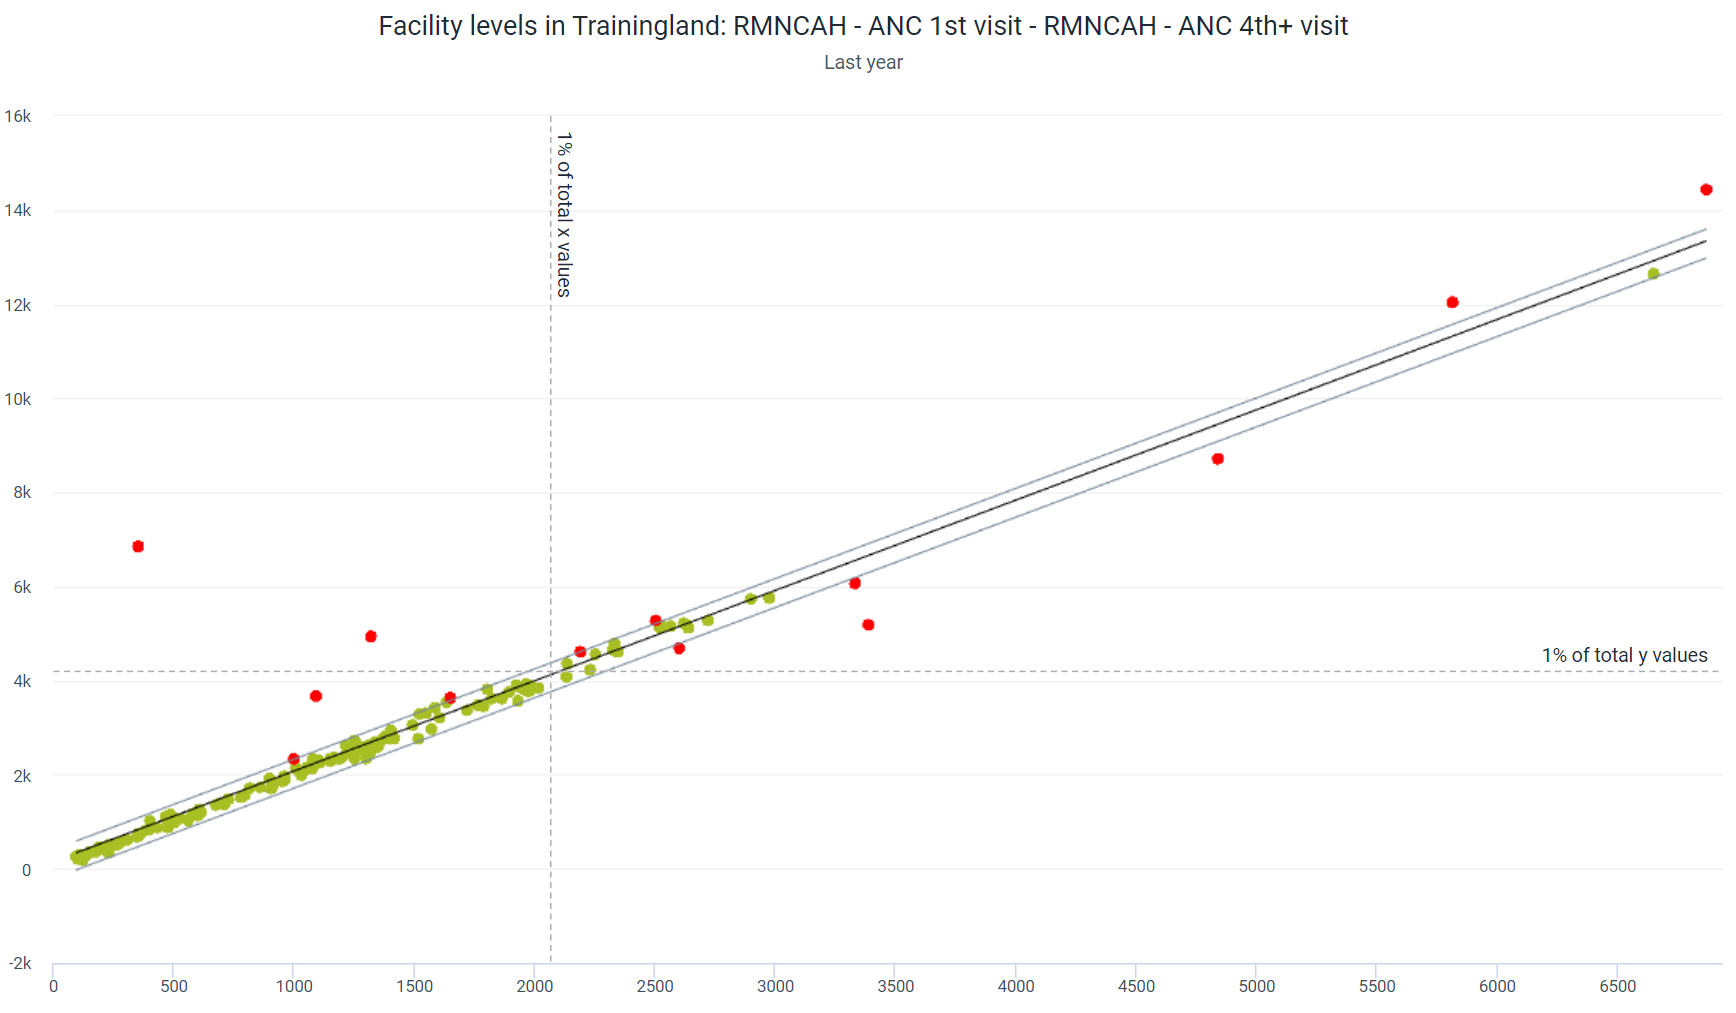 Facility levels in Trainingland: RMNCAH - ANC 1st visit - RMNCAH - ANC 4th+ visit
Last year
16k
14k
12k
10k
8k
6k
4k
2k
0
-2k
1% of total x values
1% of total y values
0 500 1000 1500 2000 2500 3000 3500 4000 4500 5000 5500 6000 6500